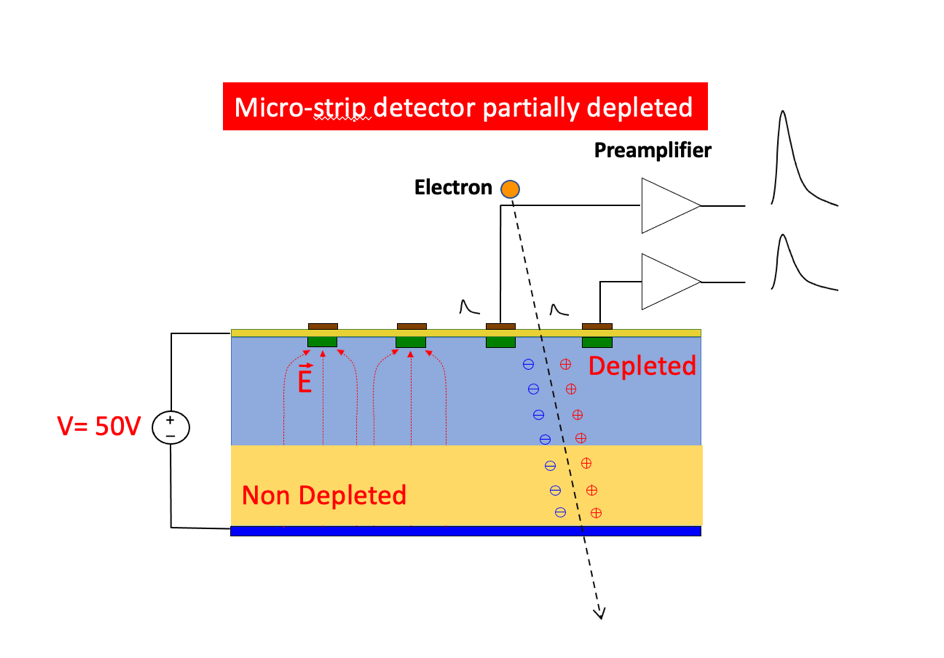 Micro-strip detector partially depleted
Preamplifier
Electron
Depleted
E
V= 50V
+
−
Non Depleted